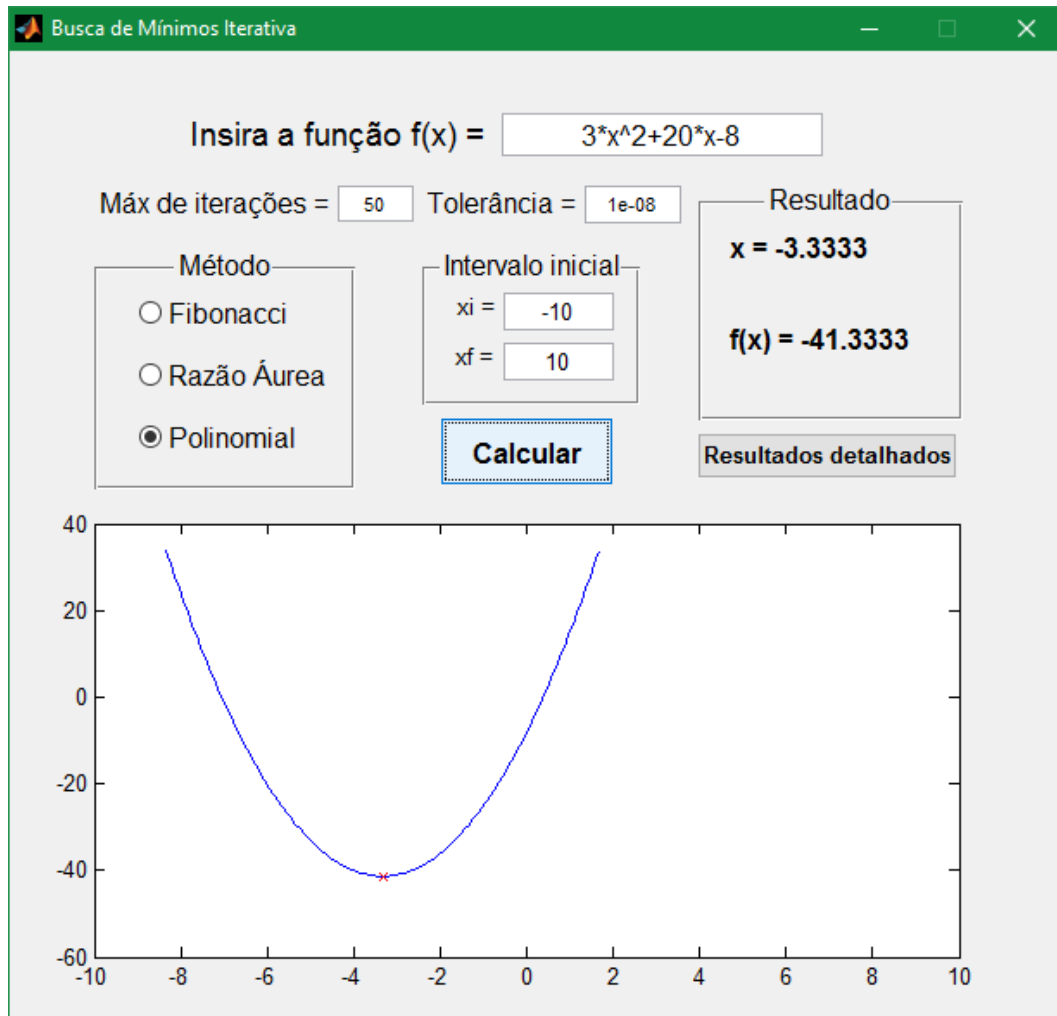 Busca de Mínimos Iterativa
Insira a função f(x) = 3*x^2+20*x-8
Máx de iterações = 50 Tolerância = 1e-08
Resultado
x = -3.3333
f(x) = -41.3333
Método
Fibonacci
Razão Áurea
Polinomial
Intervalo inicial
xi = -10
xf = 10
Calcular
Resultados detalhados
40
20
0
-20
-40
-60
-10 -8 -6 -4 -2 0 2 4 6 8 10